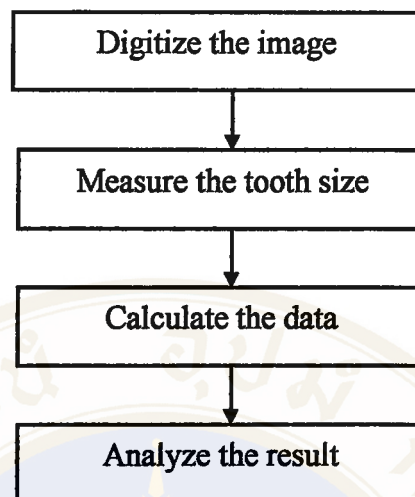 Digitize the image
Measure the tooth size
Calculate the data
Analyze the result